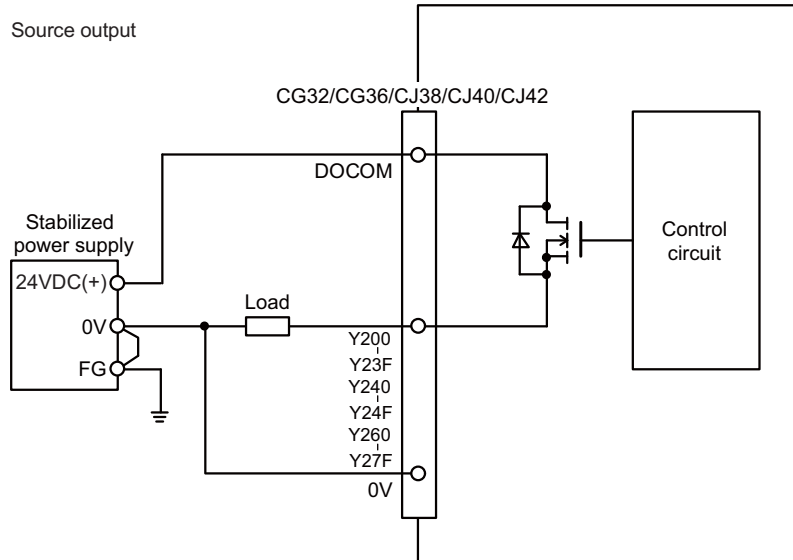 Source output
CG32/CG36/CJ38/CJ40/CJ42
DOCOM
Stabilized
power supply
24VDC(+)
0V
FG
Load
Y200
Y23F
Y240
Y24F
Y260
Y27F
0V
Control
circuit